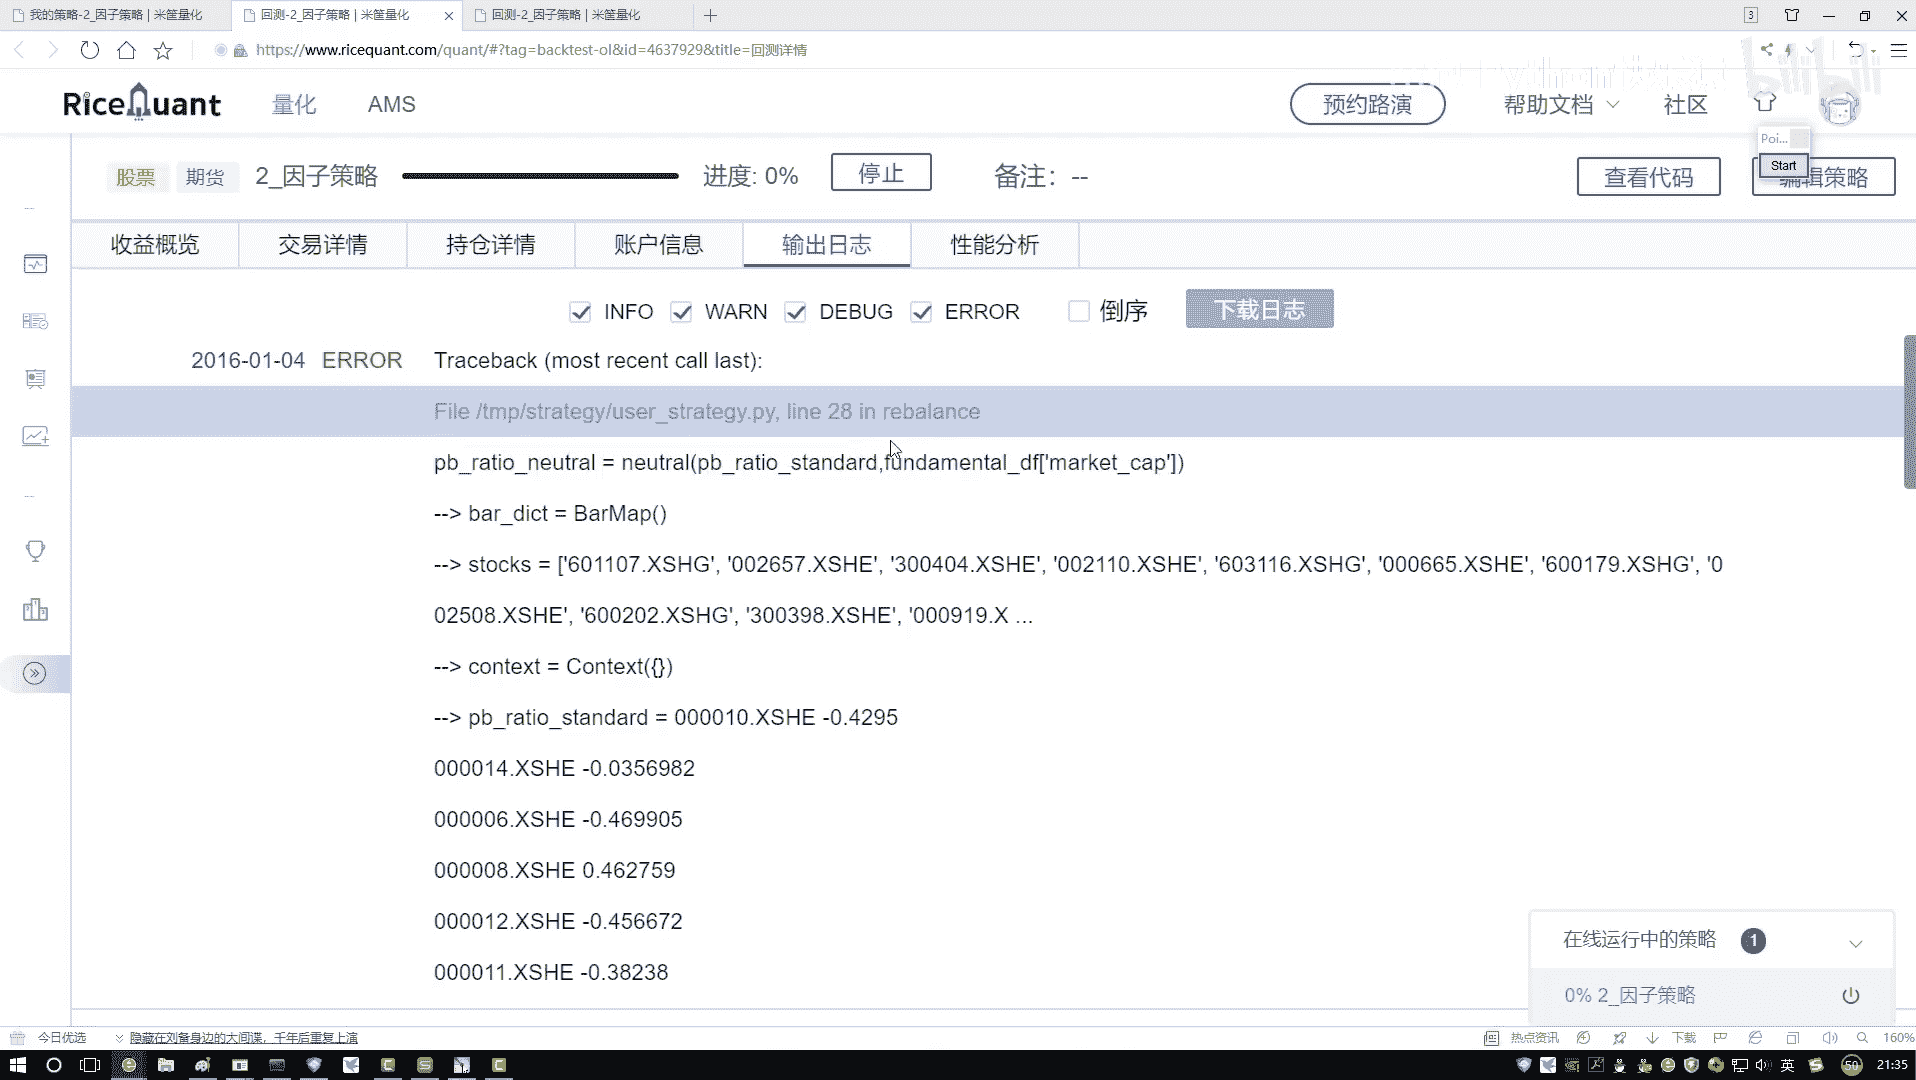 我的策略-2_因子策略 | 米筐量化
回测-2_因子策略 | 米筐量化
回测-2_因子策略 | 米筐量化
3
https://www.ricequant.com/quant/#?tag=backtest-ol&id=4637929&title=回测详情
bilibili
RiceQuant
量化
AMS
预约路演
帮助文档
社区
Poi...
Start
股票
期货
2_因子策略
进度: 0%
停止
备注: --
查看代码
编辑策略
收益概览
交易详情
持仓详情
账户信息
输出日志
性能分析
INFO
WARN
DEBUG
ERROR
倒序
下载日志
2016-01-04 ERROR Traceback (most recent call last):
File /tmp/strategy/user_strategy.py, line 28 in rebalance
pb_ratio_neutral = neutral(pb_ratio_standard,fundamental_df['market_cap'])
--> bar_dict = BarMap()
--> stocks = ['601107.XSHG', '002657.XSHE', '300404.XSHE', '002110.XSHE', '603116.XSHG', '000665.XSHE', '600179.XSHG', '0
02508.XSHE', '600202.XSHG', '300398.XSHE', '000919.X ...
--> context = Context({})
--> pb_ratio_standard = 000010.XSHE -0.4295
000014.XSHE -0.0356982
000006.XSHE -0.469905
000008.XSHE 0.462759
000012.XSHE -0.456672
000011.XSHE -0.38238
在线运行中的策略 1
0% 2_因子策略
今日优选
隐藏在刘备身边的大间谍，千年后重复上演
热点资讯
下载
160%
英
50
21:35